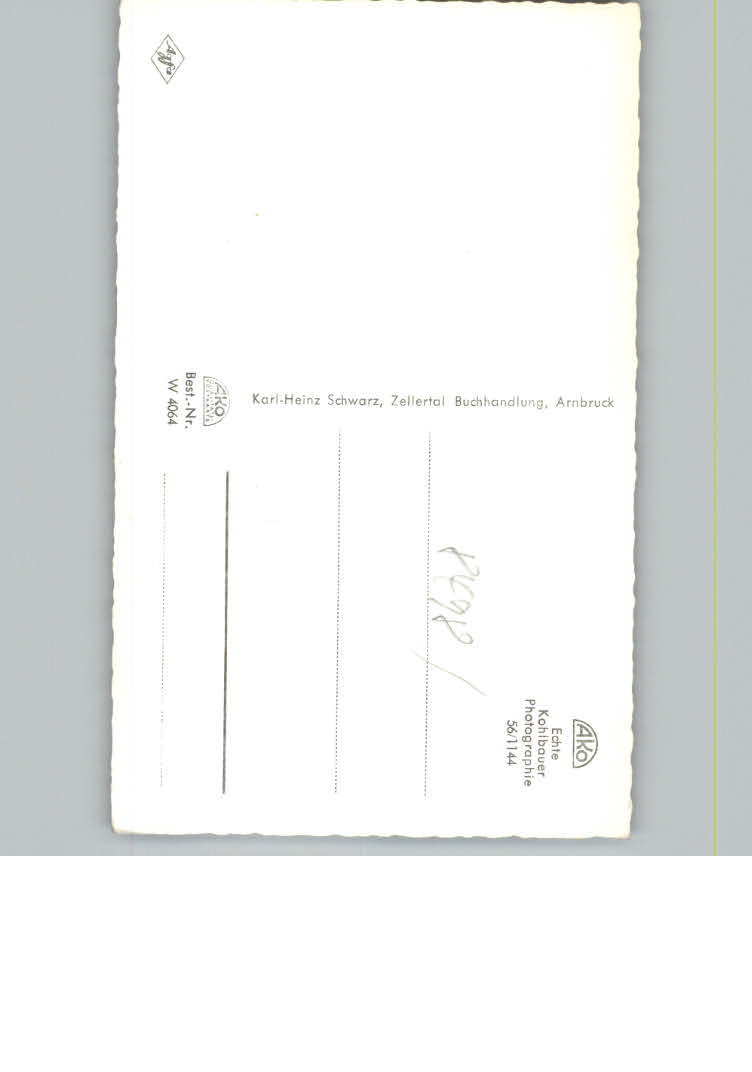 Agfa
AKO
Best.-Nr.
W 4064
Karl-Heinz Schwarz, Zellertal Buchhandlung, Arnbruck
AKO
Echte
Kohlbauer
Photographie
56/1144